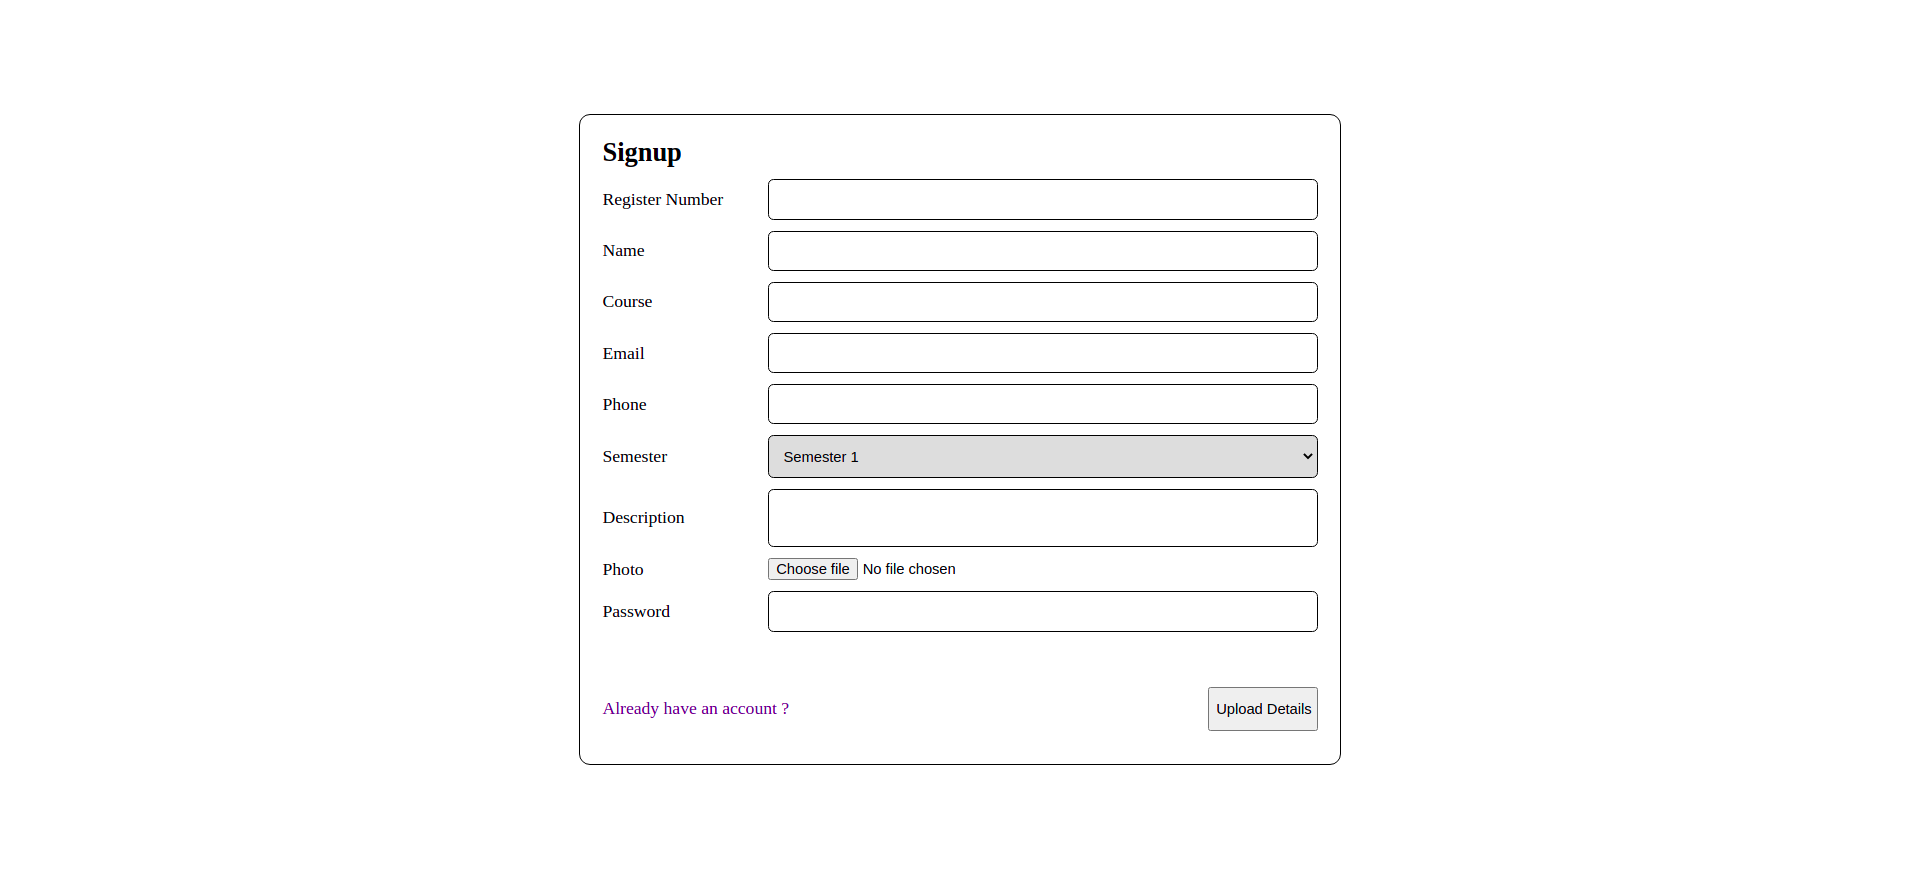 Signup
Register Number
Name
Course
Email
Phone
Semester Semester 1
Description
Photo Choose file No file chosen
Password
Already have an account ? Upload Details